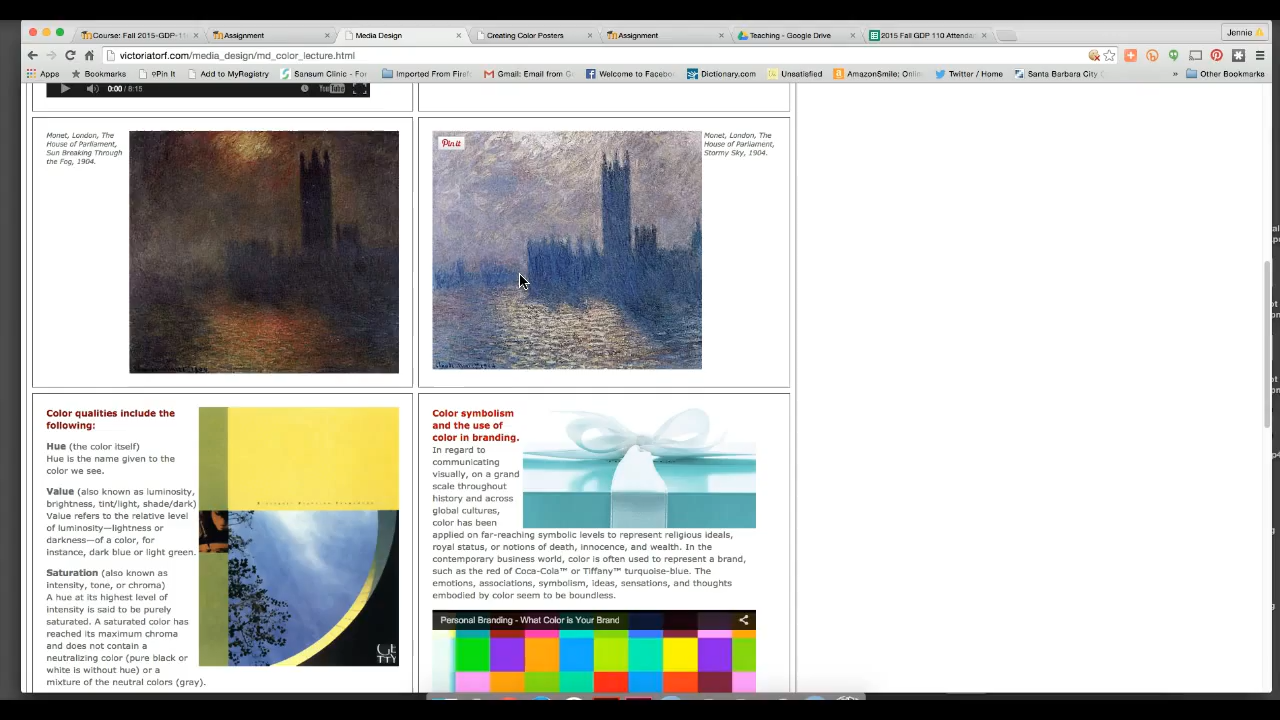 Course: Fall 2015-GDP-11
Assignment
Media Design
Creating Color Posters
Assignment
Teaching - Google Drive
2015 Fall GDP 110 Attenda
Jennie
victoriatorf.com/media_design/md_color_lecture.html
Apps
Bookmarks
ePin It
Add to MyRegistry
Sansum Clinic - For
Imported From Fire
Gmail: Email from G
Welcome to Facebo
Dictionary.com
Unestiefied
AmazonSmile: Onli
Twitter / Home
Santa Barbara City
»
Other Bookmarks
0:00 / 8:15
YouTube
Monet, London, The
House of Parliament,
Sun Breaking Through
the Fog, 1904.
Pin it
Monet, London, The
House of Parliament,
Stormy Sky, 1904.
Color qualities include the
following:
Hue (the color itself)
Hue is the name given to the
color we see.
Value (also known as luminosity,
brightness, tint/light, shade/dark)
Value refers to the relative level
of luminosity—lightness or
darkness—of a color, for
instance, dark blue or light green.
Saturation (also known as
intensity, tone, or chroma)
A hue at its highest level of
intensity is said to be purely
saturated. A saturated color has
reached its maximum chroma
and does not contain a
neutralizing color (pure black or
white is without hue) or a
mixture of the neutral colors (gray).
Color symbolism
and the use of
color in branding.
In regard to
communicating
visually, on a grand
scale throughout
history and across
global cultures,
color has been
applied on far-reaching symbolic levels to represent religious ideals,
royal status, or notions of death, innocence, and wealth. In the
contemporary business world, color is often used to represent a brand,
such as the red of Coca-Cola™ or Tiffany™ turquoise-blue. The
emotions, associations, symbolism, ideas, sensations, and thoughts
embodied by color seem to be boundless.
Personal Branding - What Color is Your Brand